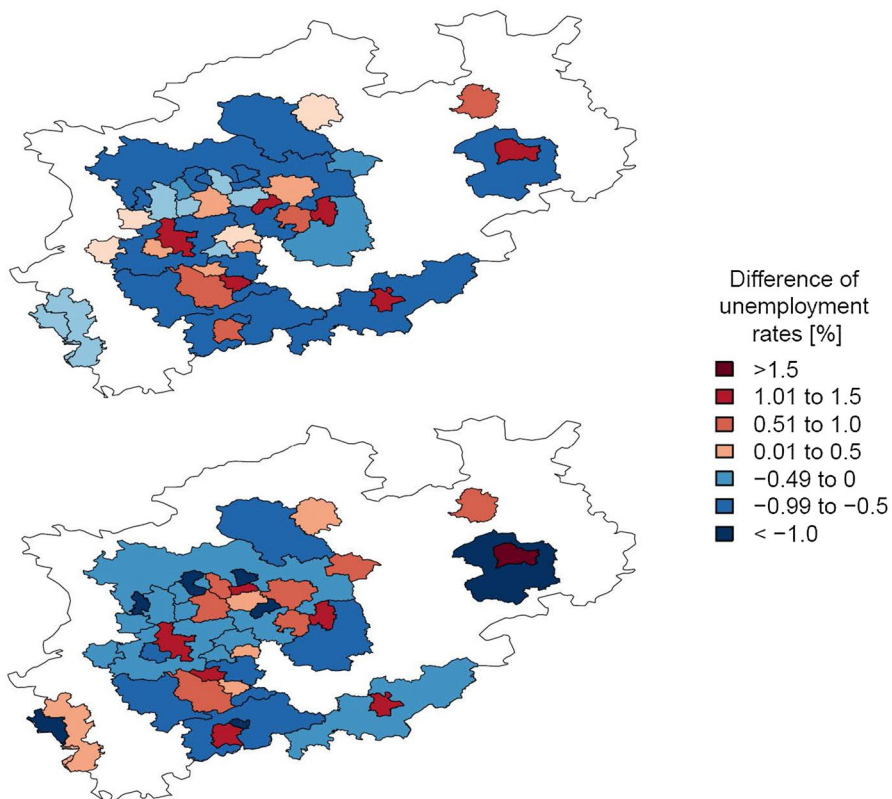 Difference of
unemployment
rates [%]
>1.5
1.01 to 1.5
0.51 to 1.0
0.01 to 0.5
−0.49 to 0
−0.99 to −0.5
< −1.0